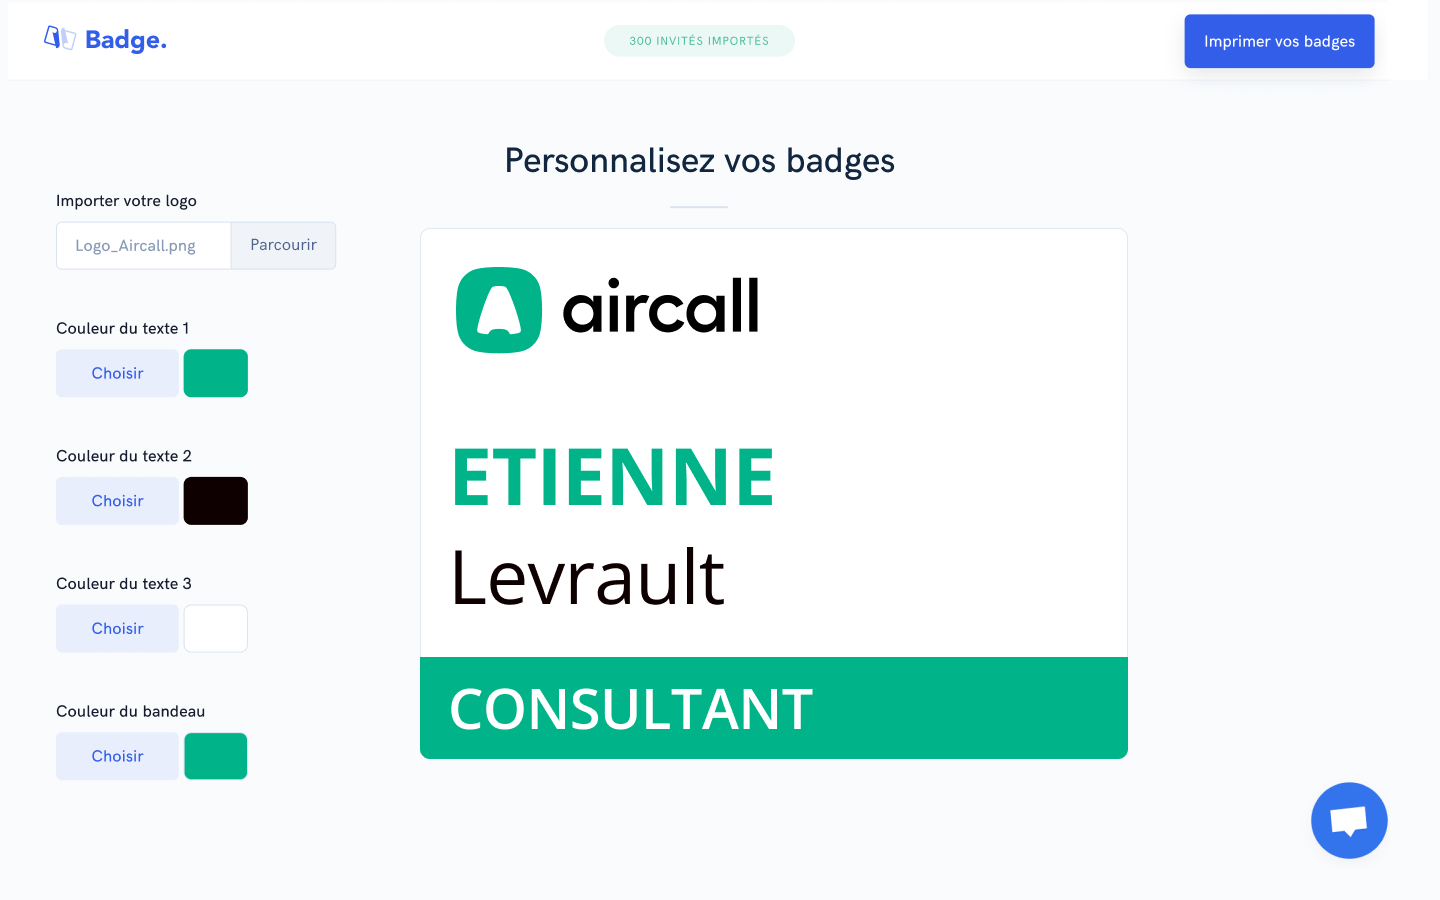 Badge.
300 INVITÉS IMPORTÉS
Imprimer vos badges
Personnalisez vos badges
Importer votre logo
Logo_Aircall.png
Parcourir
Couleur du texte 1
Choisir
Couleur du texte 2
Choisir
Couleur du texte 3
Choisir
Couleur du bandeau
Choisir
aircall
ETIENNE
Levrault
CONSULTANT